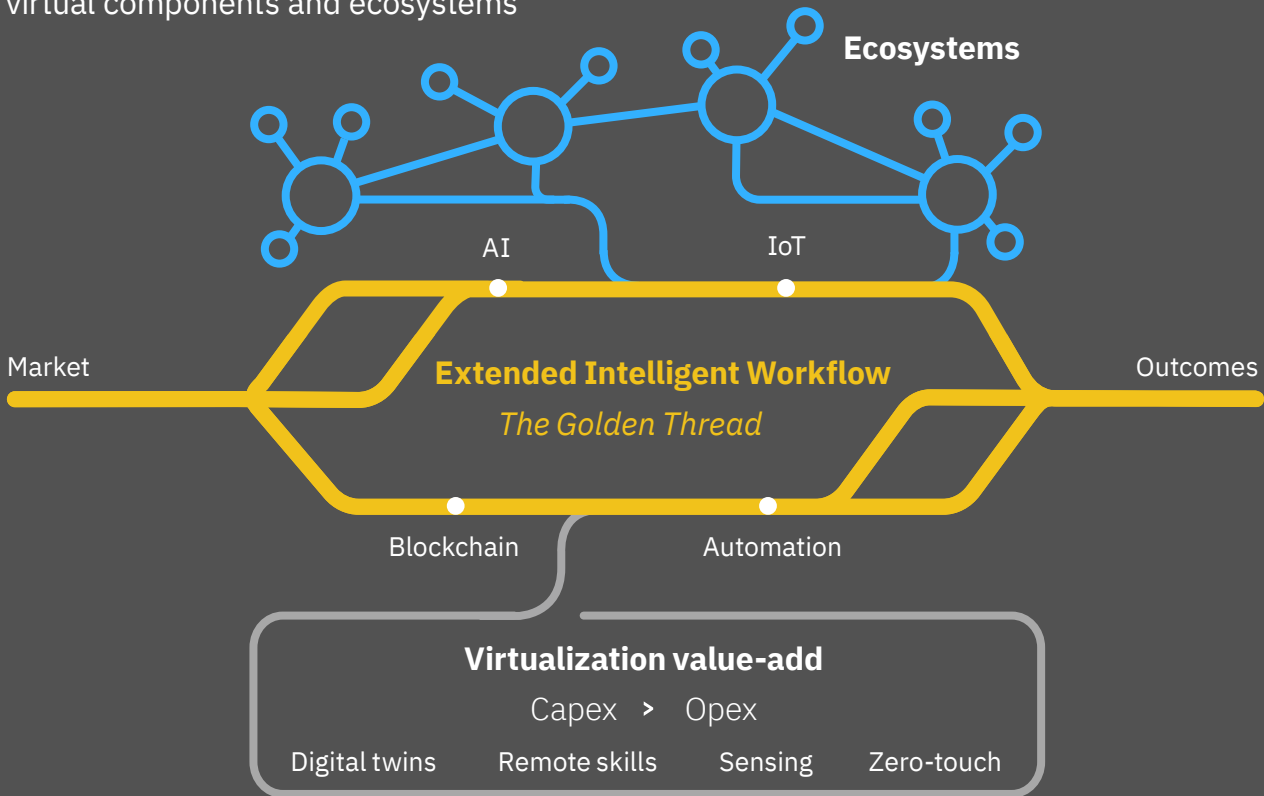 virtual components and ecosystems
Ecosystems
AI
IoT
Market
Outcomes
Extended Intelligent Workflow
The Golden Thread
Blockchain
Automation
Virtualization value-add
Capex > Opex
Digital twins Remote skills Sensing Zero-touch